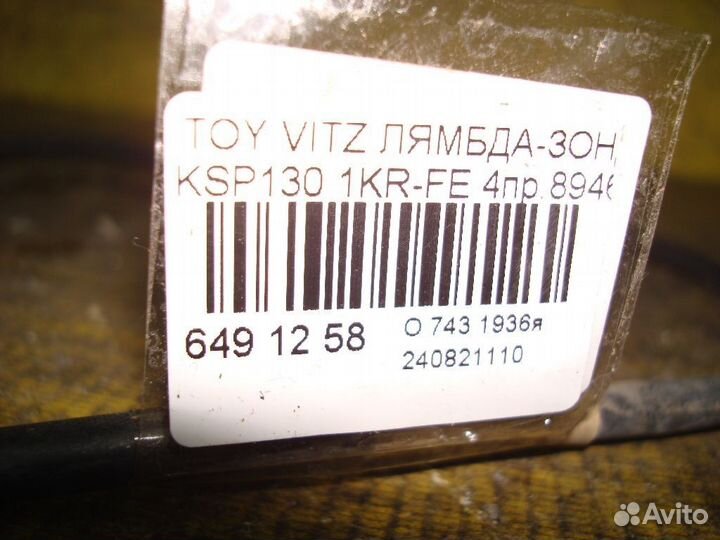 TOY VITZ ЛЯМБДА-ЗОН
KSP130 1KR-FE 4пр.8946
649 12 58
О 743 1936я
240821110
Avito